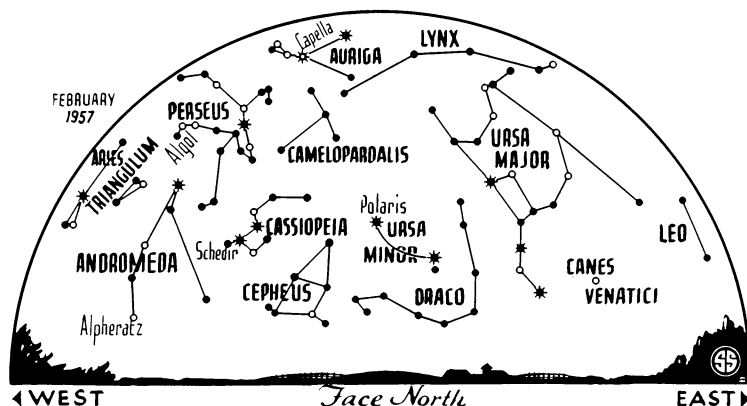 Capella
LYNX
AURIGA
FEBRUARY
1957
PERSEUS
Algol
ARIES
TRIANGULUM
CAMELOPARDALIS
URSA
MAJOR
Polaris
URSA
MINOR
CASSIOPEIA
Schedir
LEO
ANDROMEDA
CEPHEUS
DRACO
CANES
VENATICI
Alpheratz
SS
WEST
Face North
EAST